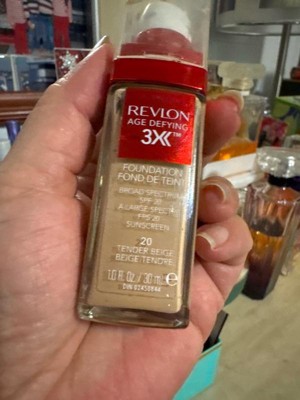 REVLON
AGE DEFYING
3X™
FOUNDATION
FOND DE TEINT
BROAD SPECTRUM
SPF 20
À LARGE SPECTRE
FPS 20
SUNSCREEN
20
TENDER BEIGE
BEIGE TENDRE
1.0 FL. OZ. / 30 mL ℮